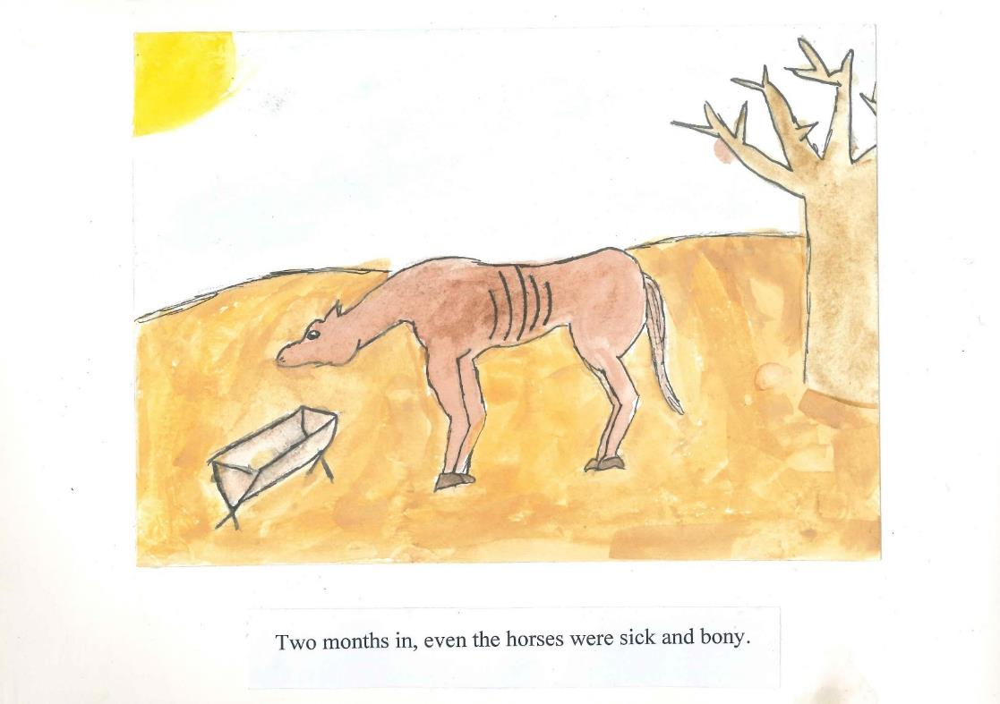 Two months in, even the horses were sick and bony.